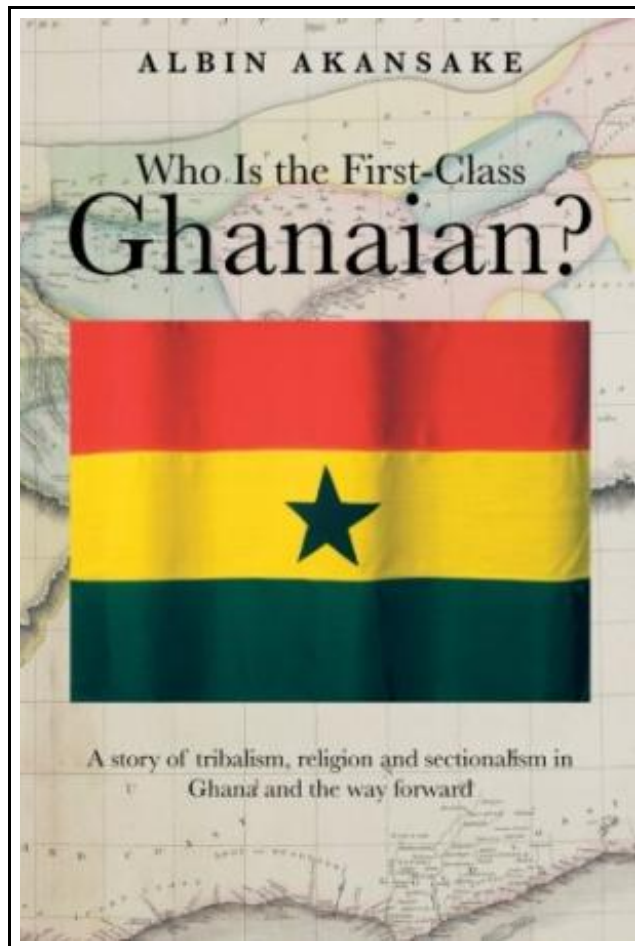 ALBIN AKANSAKE
Who Is the First-Class
Ghanaian?
A story of tribalism, religion and sectionalism in
Ghana and the way forward